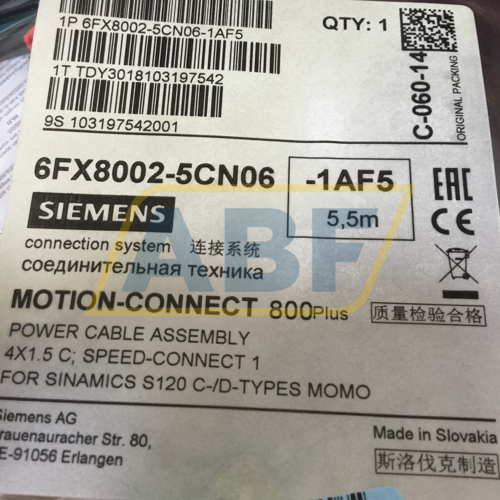 1P 6FX8002-5CN06-1AF5
QTY: 1
1T TDY3018103197542
9S 103197542001
C-060-14
ORIGINAL PACKING
6FX8002-5CN06
-1AF5
5,5m
SIEMENS
EAC
CE
connection system 连接系统
соединительная техника
MOTION-CONNECT 800Plus
质量检验合格
POWER CABLE ASSEMBLY
4X1.5 C; SPEED-CONNECT 1
FOR SINAMICS S120 C-/D-TYPES MOMO
Siemens AG
rauenauracher Str. 80,
E-91056 Erlangen
Made in Slovakia
斯洛伐克制造
ABF